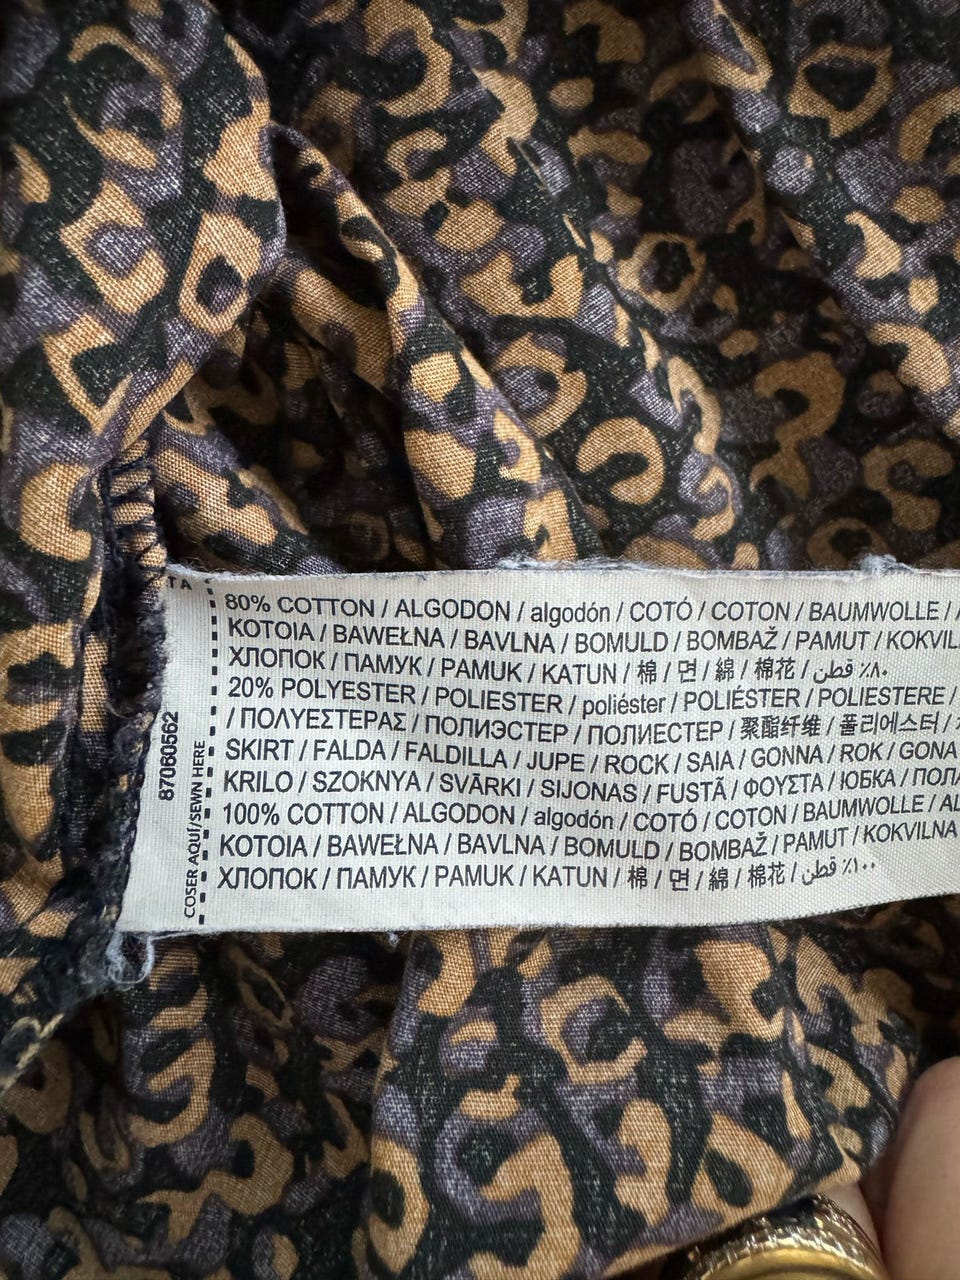 TA
80% COTTON / ALGODON / algodón / COTÓ / COTON / BAUMWOLLE /
ΚΟΤΟΙΑ / BAWEŁNA / BAVLNA / BOMULD / BOMBAŽ / PAMUT /
ХЛОПОК / ПАМУК / PAMUK / KATUN / 棉 / 면 / 綿 / 棉花 / قطن ٪٨٠
20% POLYESTER / POLIESTER / poliéster / POLIÉSTER / POLIESTERE /
/ ΠΟΛΥΕΣΤΕΡΑΣ / ПОЛИЭСТЕР / ПОЛИЕСТЕР / 聚酯纤维 / 폴리에스터 /
SKIRT / FALDA / FALDILLA / JUPE / ROCK / SAIA / GONNA / ROK / GONA
KRILO / SZOKNYA / SVĀRKI / SIJONAS / FUSTĂ / ΦΟΥΣΤΑ / ЮБКА /
100% COTTON / ALGODON / algodón / COTÓ / COTON / BAUMWOLLE /
ΚΟΤΟΙΑ / BAWEŁNA / BAVLNA / BOMULD / BOMBAŽ / PAMUT / KOKVILNA
ХЛОПОК / ПАМУК / PAMUK / KATUN / 棉 / 면 / 綿 / 棉花 / قطن ٪١٠٠
87060562
COSER AQUÍ/SEWN HERE